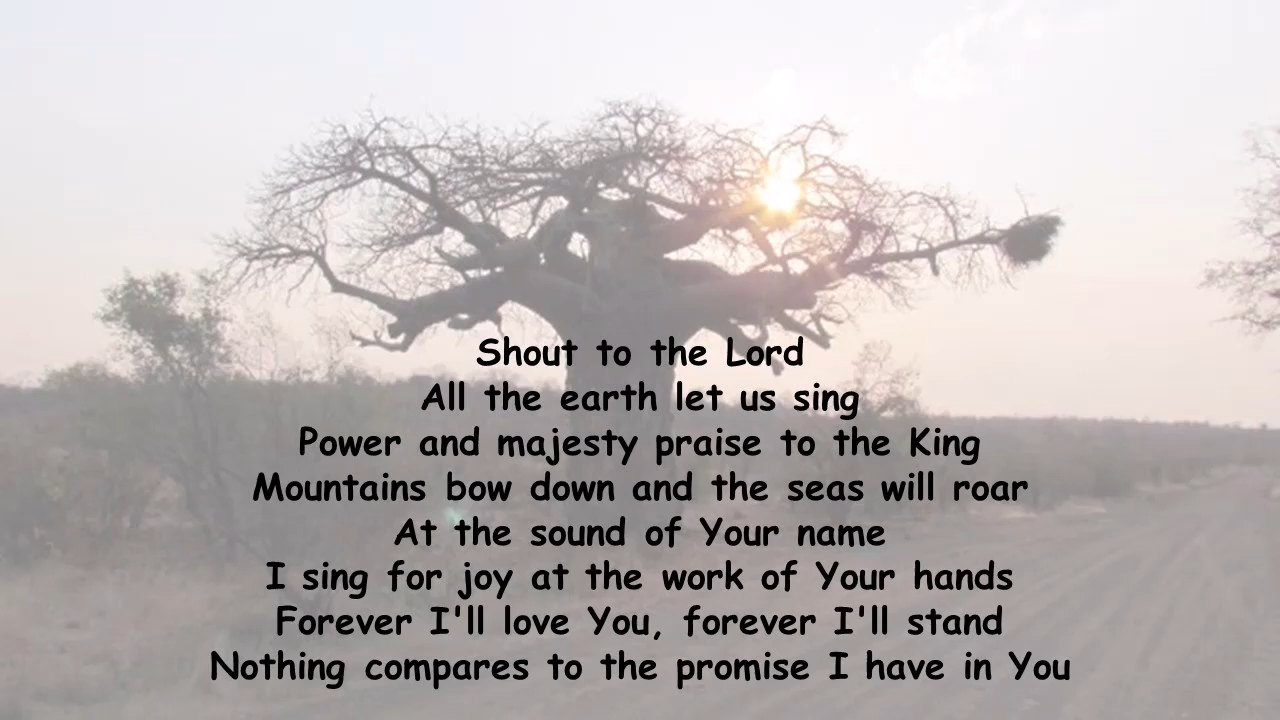 Shout to the Lord
All the earth let us sing
Power and majesty praise to the King
Mountains bow down and the seas will roar
At the sound of Your name
I sing for joy at the work of Your hands
Forever I'll love You, forever I'll stand
Nothing compares to the promise I have in You